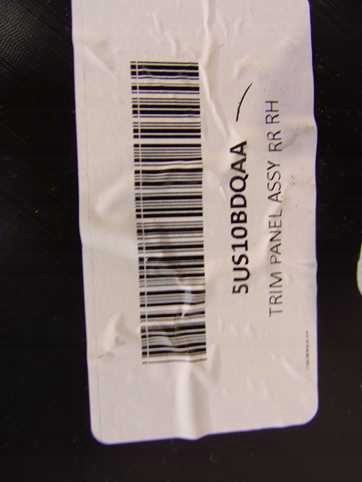 5US10BDQAA
TRIM PANEL ASSY RR RH